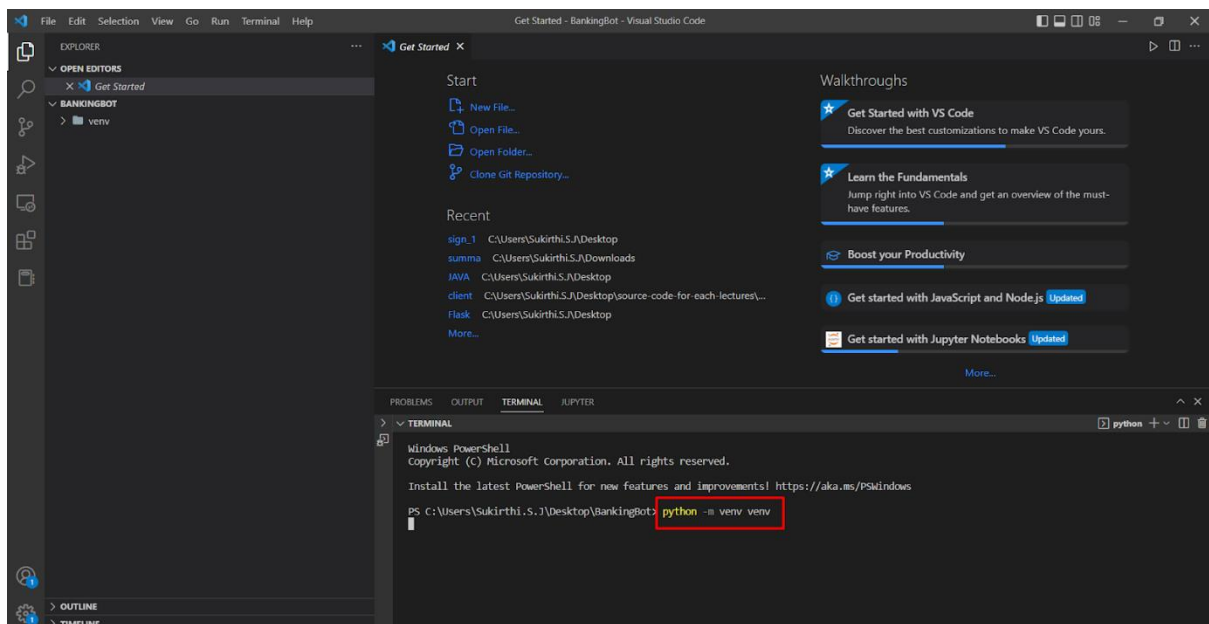 File Edit Selection View Go Run Terminal Help
Get Started - BankingBot - Visual Studio Code
EXPLORER
OPEN EDITORS
Get Started
BANKINGBOT
venv
OUTLINE
TIMELINE
Get Started
Start
New File...
Open File...
Open Folder...
Clone Git Repository...
Recent
sign_1 C:\Users\Sukirthi.S.J\Desktop
summa C:\Users\Sukirthi.S.J\Downloads
JAVA C:\Users\Sukirthi.S.J\Desktop
client C:\Users\Sukirthi.S.J\Desktop\source-code-for-each-lectures\...
Flask C:\Users\Sukirthi.S.J\Desktop
More...
Walkthroughs
Get Started with VS Code
Discover the best customizations to make VS Code yours.
Learn the Fundamentals
Jump right into VS Code and get an overview of the must-
have features.
Boost your Productivity
Get started with JavaScript and Node.js Updated
Get started with Jupyter Notebooks Updated
More...
PROBLEMS OUTPUT TERMINAL JUPYTER
TERMINAL
python
Windows PowerShell
Copyright (C) Microsoft Corporation. All rights reserved.
Install the latest PowerShell for new features and improvements! https://aka.ms/PSWindows
PS C:\Users\Sukirthi.S.J\Desktop\BankingBot> python -m venv venv
1
1